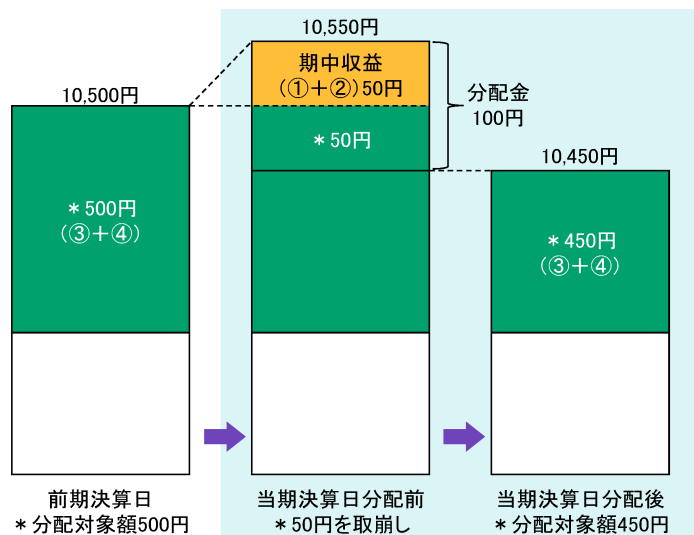 10,500円
＊500円
(③＋④)
前期決算日
＊分配対象額500円
10,550円
期中収益
(①＋②)50円
＊50円
分配金
100円
当期決算日分配前
＊50円を取崩し
10,450円
＊450円
(③＋④)
当期決算日分配後
＊分配対象額450円